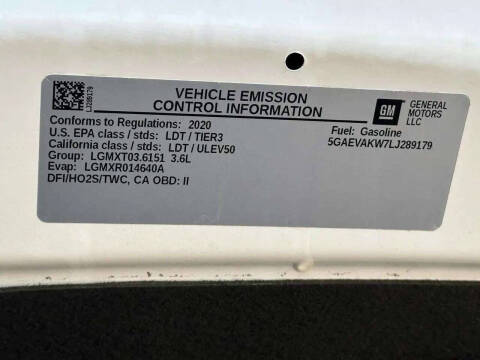 LJ289179
VEHICLE EMISSION
CONTROL INFORMATION
GM
GENERAL
MOTORS
LLC
Conforms to Regulations: 2020
U.S. EPA class / stds: LDT / TIER3
California class / stds: LDT / ULEV50
Group: LGMXT03.6151 3.6L
Evap: LGMXR014640A
DFI/HO2S/TWC, CA OBD: II
Fuel: Gasoline
5GAEVAKW7LJ289179